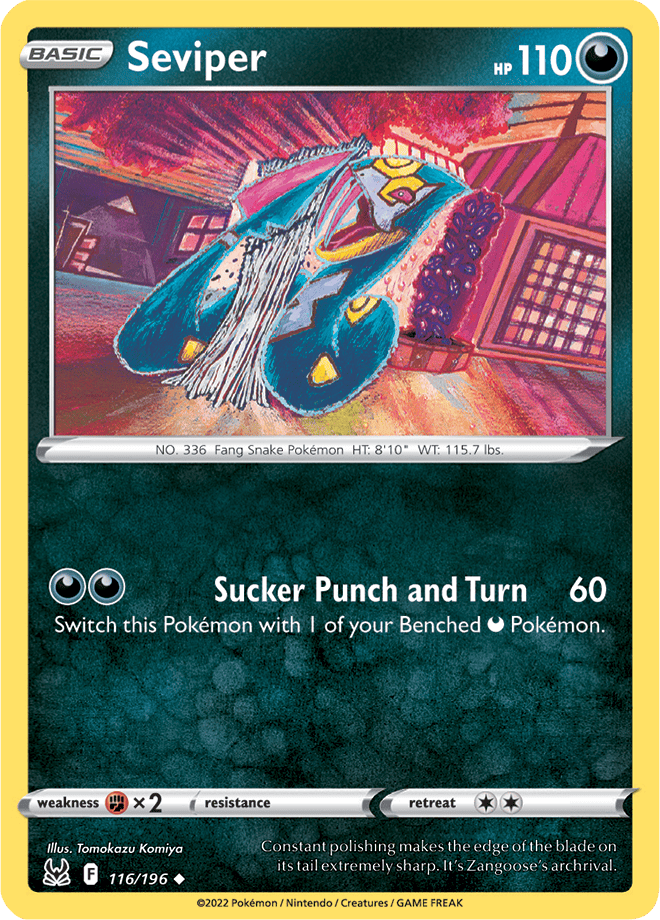 BASIC Seviper HP 110
NO. 336 Fang Snake Pokémon HT: 8'10" WT: 115.7 lbs.
Sucker Punch and Turn 60
Switch this Pokémon with 1 of your Benched Pokémon.
weakness ×2 resistance retreat
Illus. Tomokazu Komiya
Constant polishing makes the edge of the blade on
its tail extremely sharp. It's Zangoose's archrival.
F 116/196
©2022 Pokémon / Nintendo / Creatures / GAME FREAK